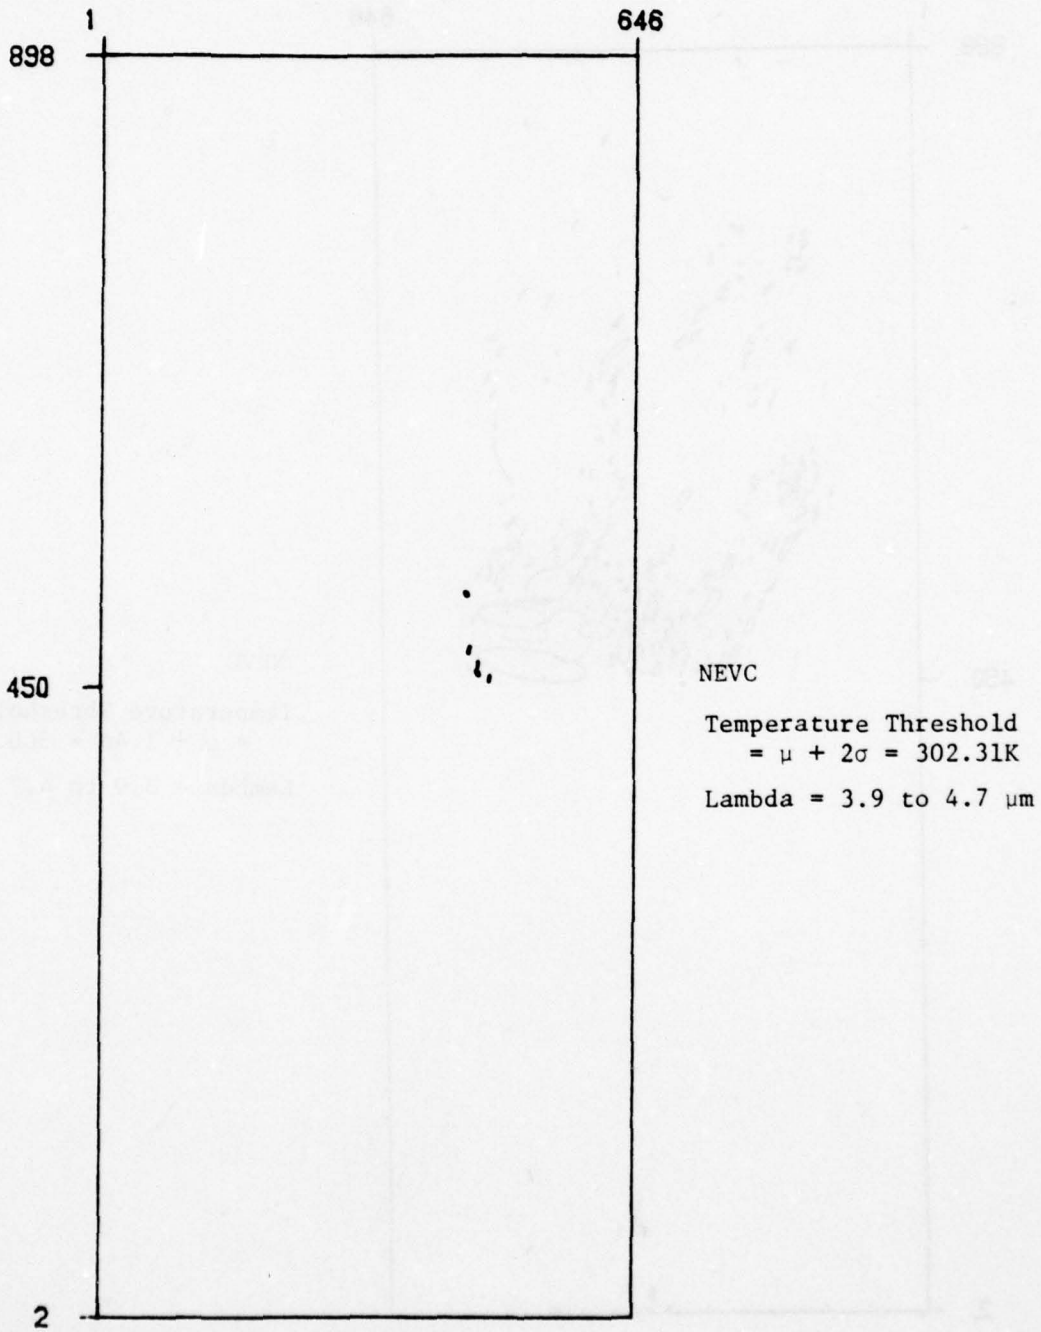 1 646
898
450
NEVC
Temperature Threshold
= μ + 2σ = 302.31K
Lambda = 3.9 to 4.7 μm
2